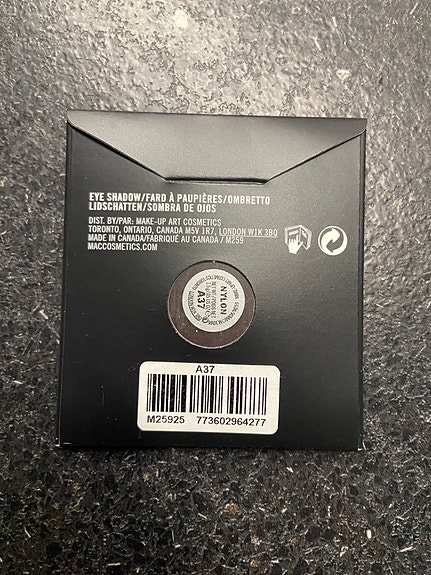 EYE SHADOW/FARD À PAUPIÈRES/OMBRETTO
LIDSCHATTEN/SOMBRA DE OJOS
DIST. BY/PAR: MAKE-UP ART COSMETICS
TORONTO, ONTARIO, CANADA M5V 1R7, LONDON W1K 3BQ
MADE IN CANADA/FABRIQUÉ AU CANADA / M259
MACCOSMETICS.COM
NYLON
A37
A37
M25925 773602964277